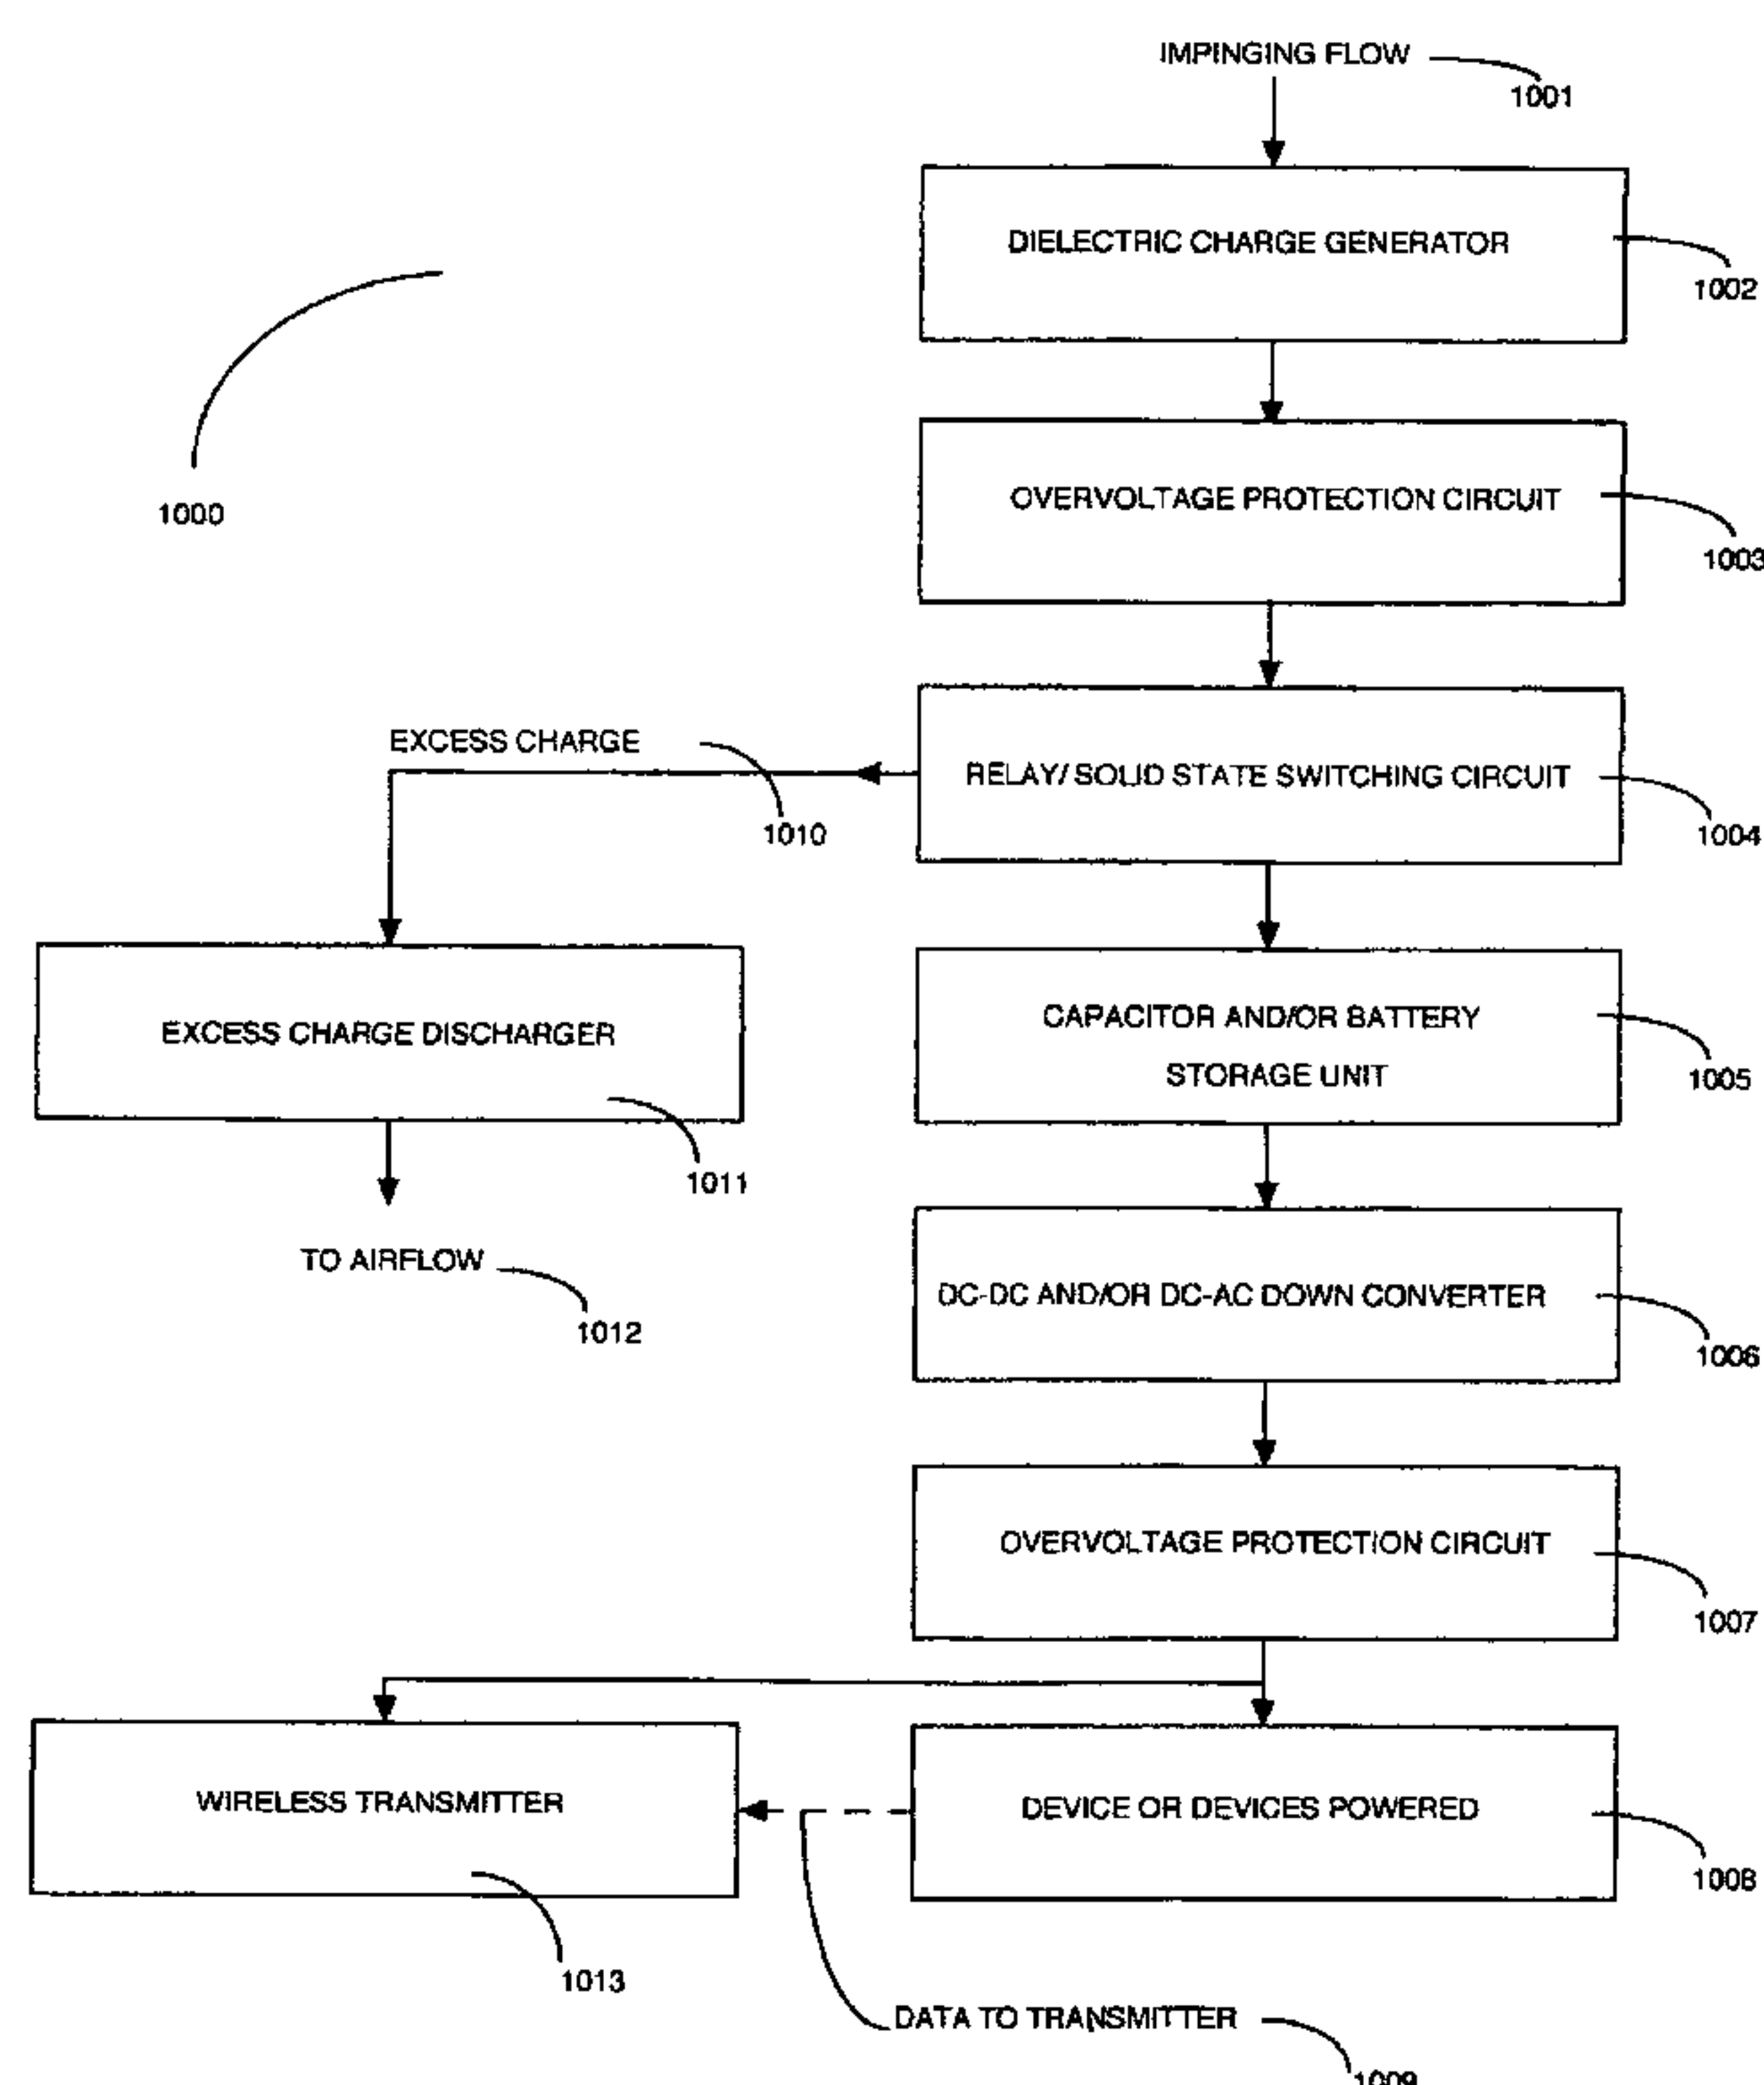 IMPINGING FLOW
1001
DIELECTRIC CHARGE GENERATOR
1002
1000
OVERVOLTAGE PROTECTION CIRCUIT
1003
EXCESS CHARGE
1010
RELAY/ SOLID STATE SWITCHING CIRCUIT
1004
EXCESS CHARGE DISCHARGER
1011
CAPACITOR AND/OR BATTERY
STORAGE UNIT
1005
TO AIRFLOW
1012
DC-DC AND/OR DC-AC DOWN CONVERTER
1006
OVERVOLTAGE PROTECTION CIRCUIT
1007
WIRELESS TRANSMITTER
1013
DEVICE OR DEVICES POWERED
1008
DATA TO TRANSMITTER
1009